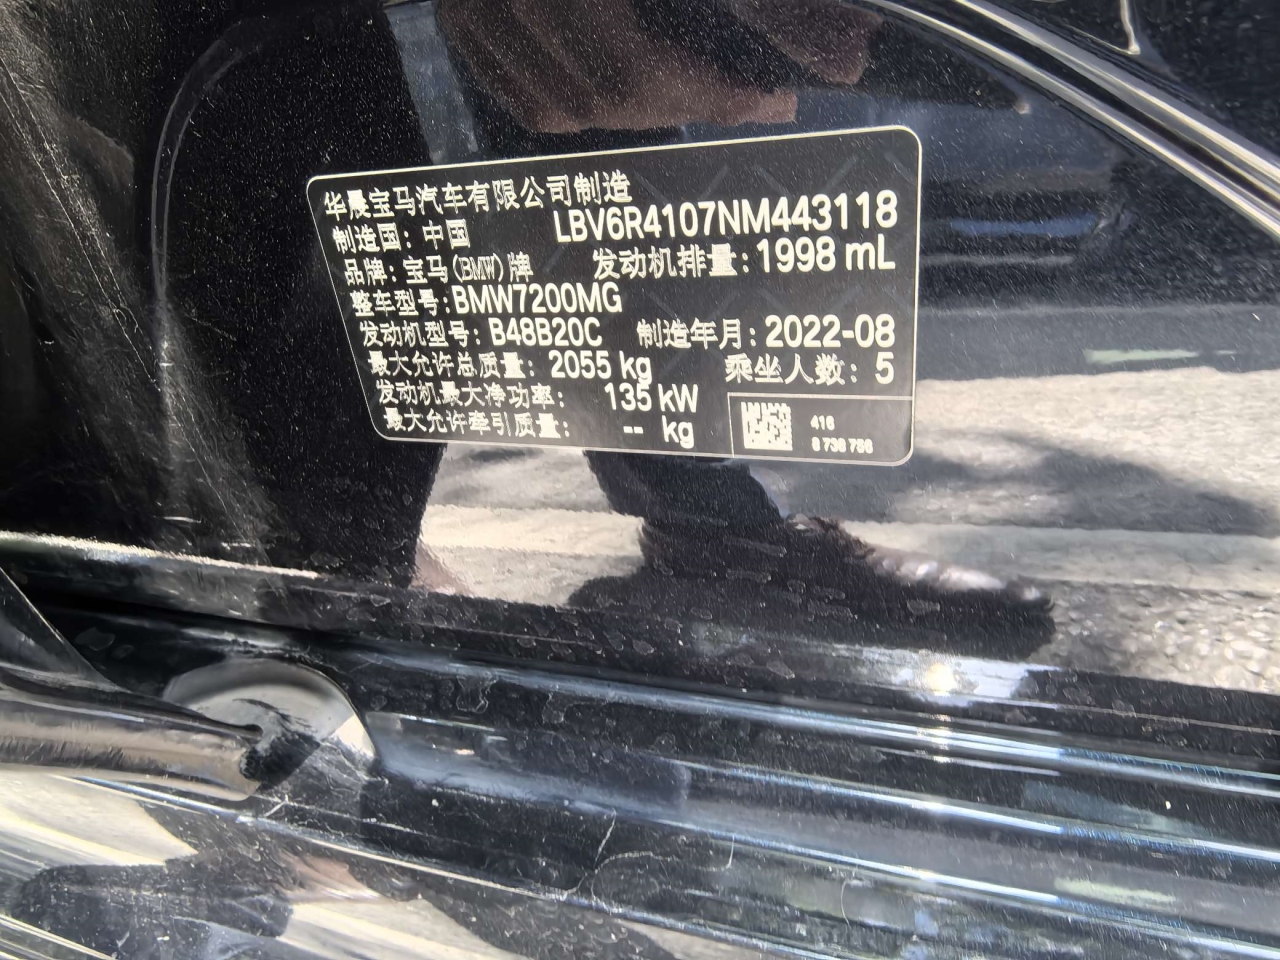 华晨宝马汽车有限公司制造
制造国：中国 LBV6R4107NM443118
品牌：宝马(BMW)牌 发动机排量：1998 mL
整车型号：BMW7200MG
发动机型号：B48B20C 制造年月：2022-08
最大允许总质量：2055 kg 乘坐人数：5
发动机最大净功率：135 kW
最大允许牵引质量：-- kg
416
8 736 756